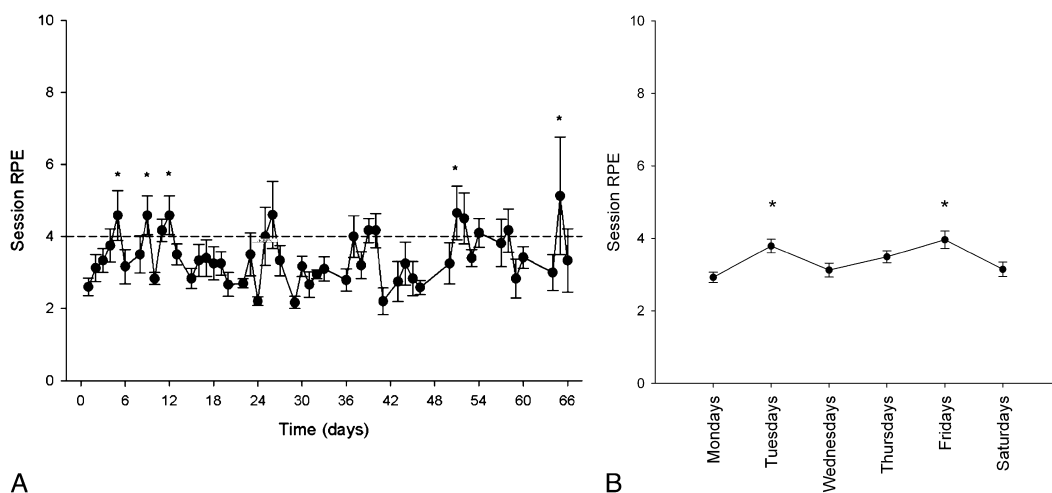 10
8
6
4
2
0
Session RPE
* * * * *
0 6 12 18 24 30 36 42 48 54 60 66
Time (days)
A
10
8
6
4
2
0
Session RPE
* *
Mondays
Tuesdays
Wednesdays
Thursdays
Fridays
Saturdays
B